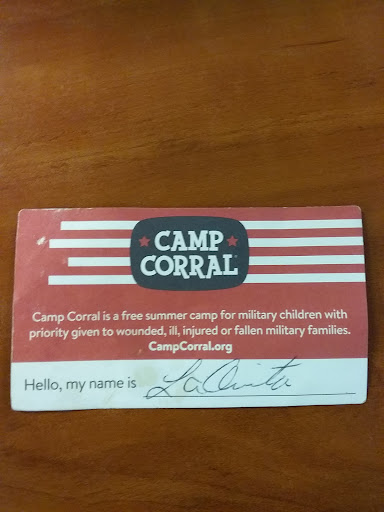 CAMP
CORRAL
Camp Corral is a free summer camp for military children with
priority given to wounded, ill, injured or fallen military families.
CampCorral.org
Hello, my name is LaQuita